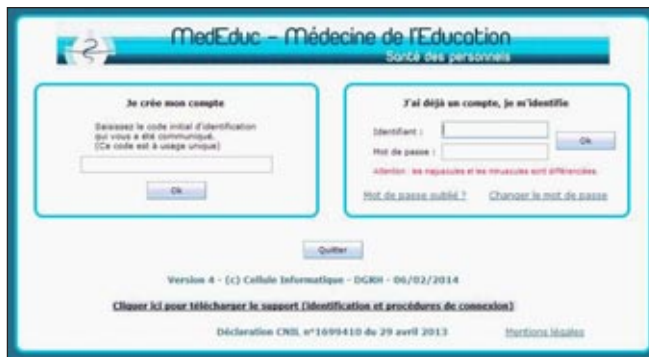 MedEduc - Médecine de l'Education
Santé des personnels
Je crée mon compte
Saisissez le code initial d'identification
qui vous a été communiqué.
(Ce code est à usage unique)
Ok
J'ai déjà un compte, je m'identifie
Identifiant :
Mot de passe :
Ok
Attention : les majuscules et les minuscules sont différenciées.
Mot de passe oublié ? Changer le mot de passe
Quitter
Version 4 - (c) Cellule Informatique - DGRH - 06/02/2014
Cliquer ici pour télécharger le support (identification et procédures de connexion)
Déclaration CNIL n°1699410 du 29 avril 2013 Mentions légales